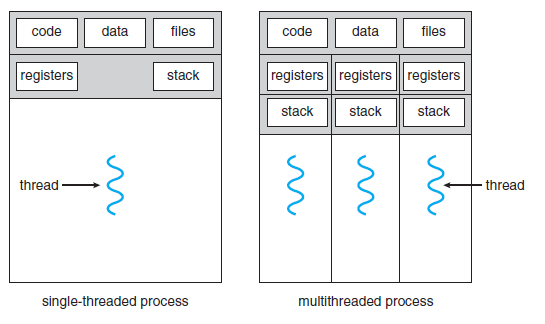 code data files
registers stack
thread
single-threaded process
code data files
registers registers registers
stack stack stack
thread
multithreaded process